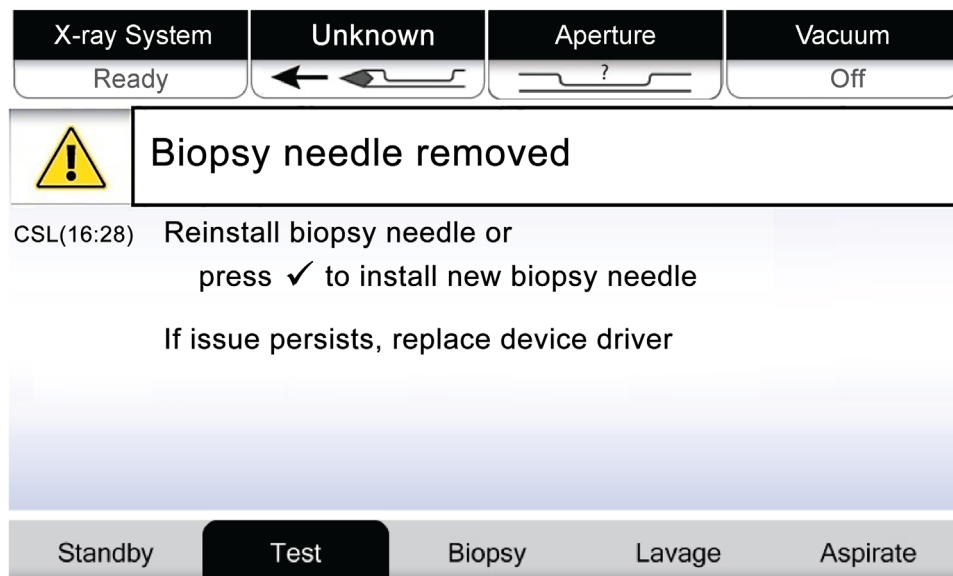 X-ray System
Unknown
Aperture
Vacuum
Ready
?
Off
Biopsy needle removed
CSL(16:28) Reinstall biopsy needle or
press ✓ to install new biopsy needle
If issue persists, replace device driver
Standby
Test
Biopsy
Lavage
Aspirate